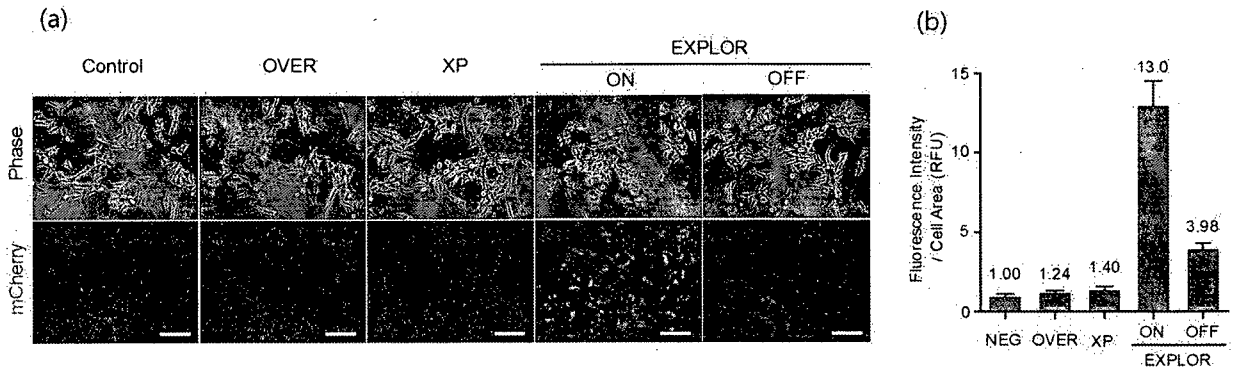 (a)
EXPLOR
Control OVER XP ON OFF
Phase
mCherry
(b)
Fluorescence Intensity
/ Cell Area (RFU)
15
10
5
0
1.00
1.24
1.40
13.0
3.98
NEG OVER XP ON OFF
EXPLOR